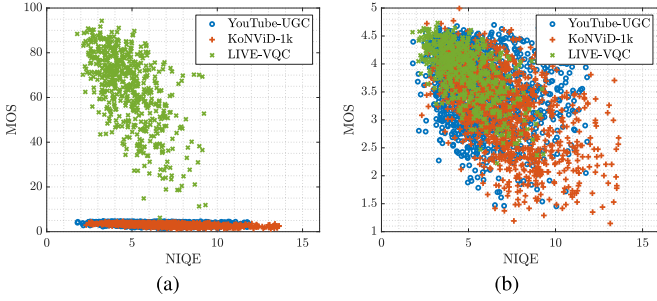 100
80
60
40
20
0
MOS
0
5
10
15
NIQE
YouTube-UGC
KoNViD-1k
LIVE-VQC
(a)
5
4.5
4
3.5
3
2.5
2
1.5
1
MOS
0
5
10
15
NIQE
YouTube-UGC
KoNViD-1k
LIVE-VQC
(b)